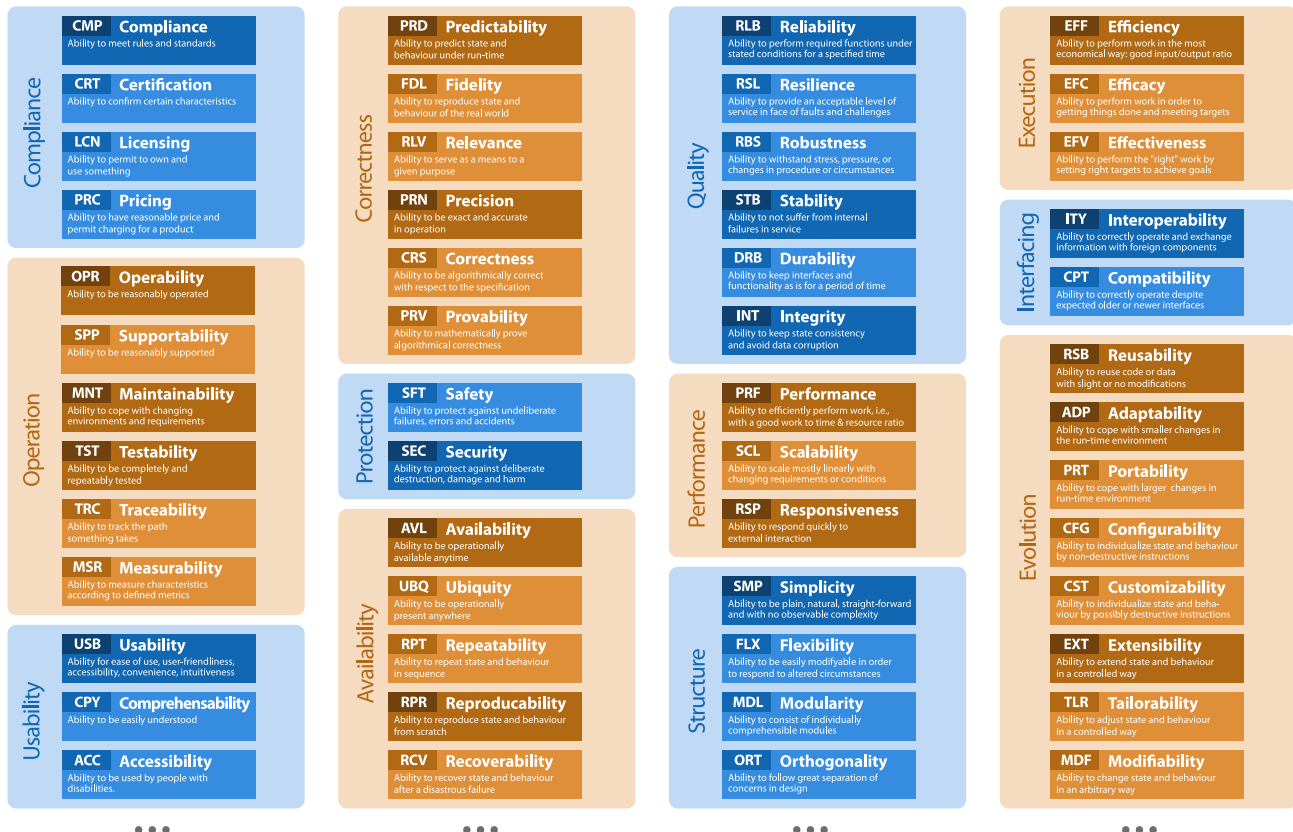 Compliance
CMP Compliance
Ability to meet rules and standards
CRT Certification
Ability to confirm certain characteristics
LCN Licensing
Ability to permit to own and
use something
PRC Pricing
Ability to have reasonable price and
permit charging for a product
Operation
OPR Operability
Ability to be reasonably operated
SPP Supportability
Ability to be reasonably supported
MNT Maintainability
Ability to cope with changing
environments and requirements
TST Testability
Ability to be completely and
repeatably tested
TRC Traceability
Ability to track the path
something takes
MSR Measurability
Ability to measure characteristics
according to defined metrics
Usability
USB Usability
Ability for ease of use, user-friendliness,
accessibility, convenience, intuitiveness
CPY Comprehensability
Ability to be easily understood
ACC Accessibility
Ability to be used by people with
disabilities.
...
Correctness
PRD Predictability
Ability to predict state and
behaviour under run-time
FDL Fidelity
Ability to reproduce state and
behaviour of the real world
RLV Relevance
Ability to serve as a means to a
given purpose
PRN Precision
Ability to be exact and accurate
in operation
CRS Correctness
Ability to be algorithmically correct
with respect to the specification
PRV Provability
Ability to mathematically prove
algorithmical correctness
Protection
SFT Safety
Ability to protect against undeliberate
failures, errors and accidents
SEC Security
Ability to protect against deliberate
destruction, damage and harm
Availability
AVL Availability
Ability to be operationally
available anytime
UBQ Ubiquity
Ability to be operationally
present anywhere
RPT Repeatability
Ability to repeat state and behaviour
in sequence
RPR Reproducability
Ability to reproduce state and behaviour
from scratch
RCV Recoverability
Ability to recover state and behaviour
after a disastrous failure
...
Quality
RLB Reliability
Ability to perform required functions under
stated conditions for a specified time
RSL Resilience
Ability to provide an acceptable level of
service in face of faults and challenges
RBS Robustness
Ability to withstand stress, pressure, or
changes in procedure or circumstances
STB Stability
Ability to not suffer from internal
failures in service
DRB Durability
Ability to keep interfaces and
functionality as is for a period of time
INT Integrity
Ability to keep state consistency
and avoid data corruption
Performance
PRF Performance
Ability to efficiently perform work, i.e.,
with a good work to time & resource ratio
SCL Scalability
Ability to scale mostly linearly with
changing requirements or conditions
RSP Responsiveness
Ability to respond quickly to
external interaction
Structure
SMP Simplicity
Ability to be plain, natural, straight-forward
and with no observable complexity
FLX Flexibility
Ability to be easily modifyable in order
to respond to altered circumstances
MDL Modularity
Ability to consist of individually
comprehensible modules
ORT Orthogonality
Ability to follow great separation of
concerns in design
...
Execution
EFF Efficiency
Ability to perform work in the most
economical way: good input/output ratio
EFC Efficacy
Ability to perform work in order to
getting things done and meeting targets
EFV Effectiveness
Ability to perform the "right" work by
setting right targets to achieve goals
Interfacing
ITY Interoperability
Ability to correctly operate and exchange
information with foreign components
CPT Compatibility
Ability to correctly operate despite
expected older or newer interfaces
Evolution
RSB Reusability
Ability to reuse code or data
with slight or no modifications
ADP Adaptability
Ability to cope with smaller changes in
the run-time environment
PRT Portability
Ability to cope with larger changes in
run-time environment
CFG Configurability
Ability to individualize state and behaviour
by non-destructive instructions
CST Customizability
Ability to individualize state and beha-
viour by possibly destructive instructions
EXT Extensibility
Ability to extend state and behaviour
in a controlled way
TLR Tailorability
Ability to adjust state and behaviour
in a controlled way
MDF Modifiability
Ability to change state and behaviour
in an arbitrary way
...